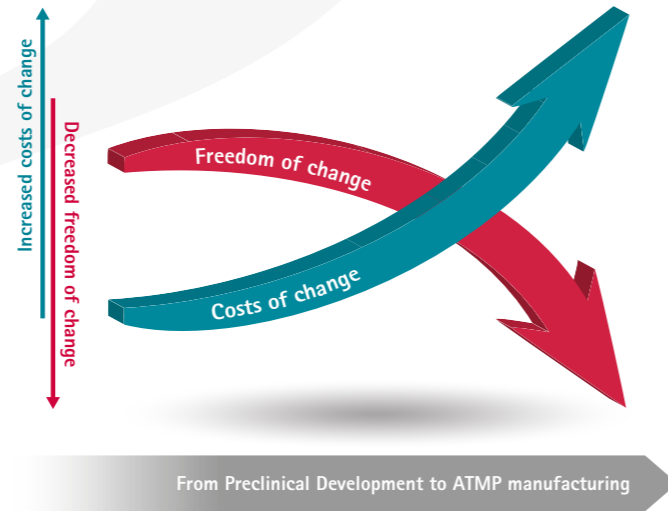 Increased costs of change
Decreased freedom of change
Freedom of change
Costs of change
From Preclinical Development to ATMP manufacturing